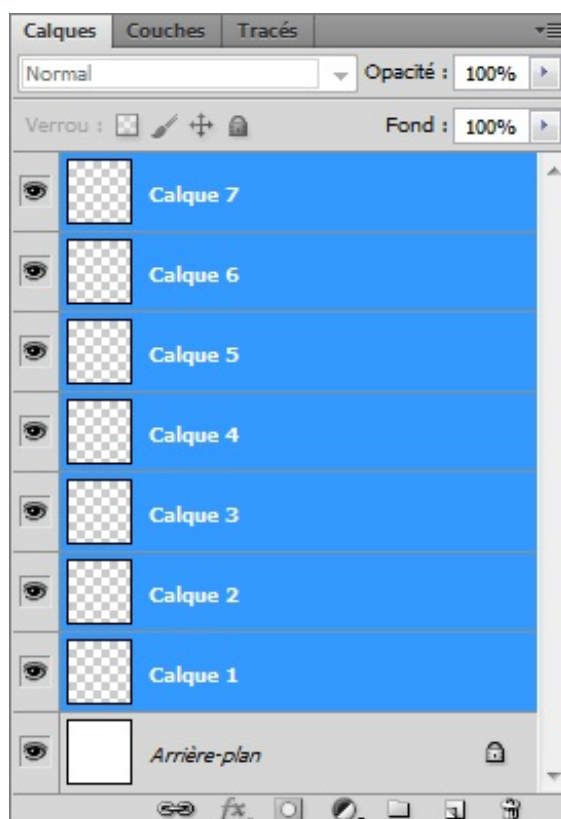 Calques Couches Tracés
Normal Opacité : 100%
Verrou : Fond : 100%
Calque 7
Calque 6
Calque 5
Calque 4
Calque 3
Calque 2
Calque 1
Arrière-plan
fx